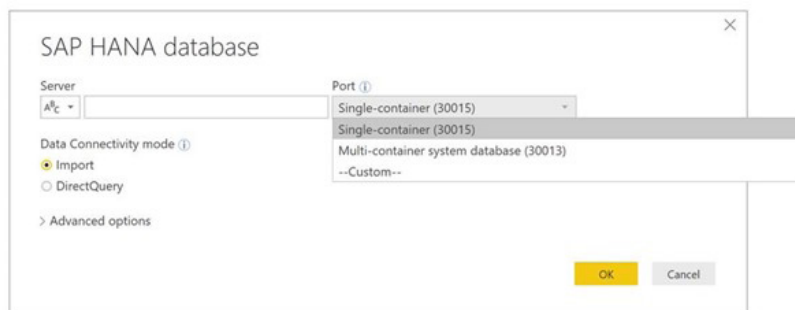 SAP HANA database
Server
Port
ABC
Single-container (30015)
Single-container (30015)
Multi-container system database (30013)
--Custom--
Data Connectivity mode
Import
DirectQuery
Advanced options
OK
Cancel